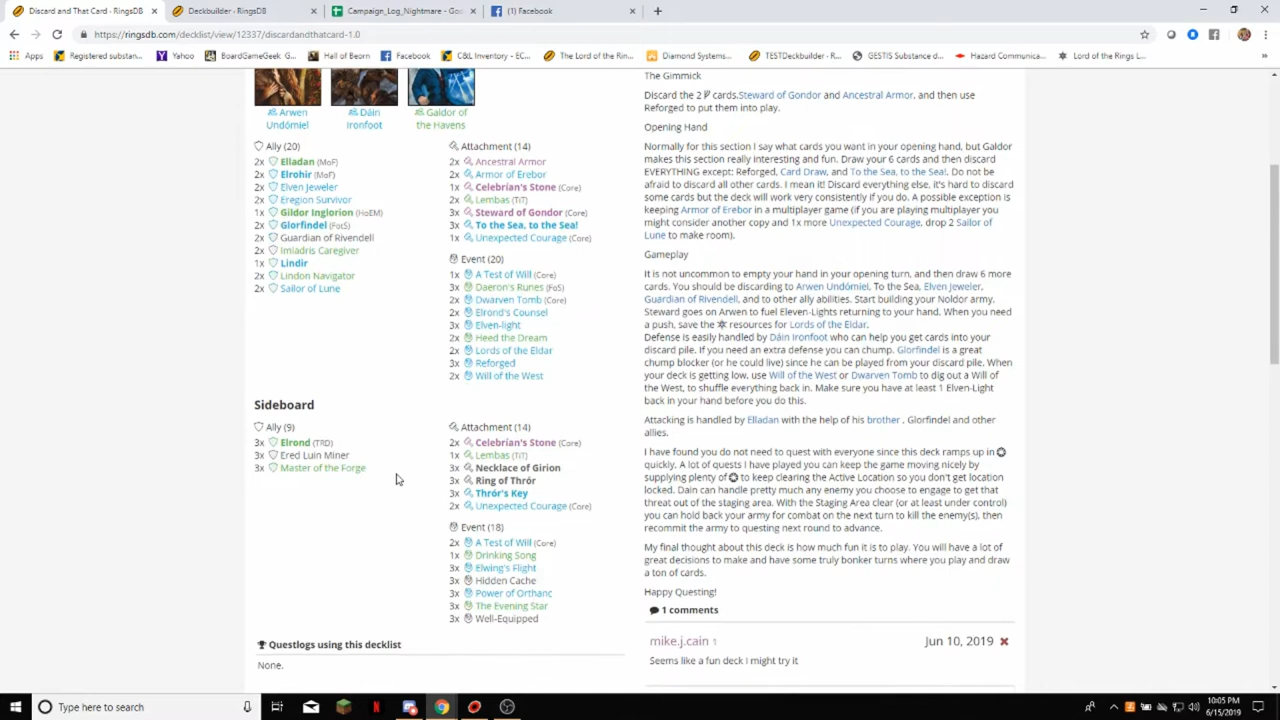 Discard and That Card - RingsDB
Deckbuilder · RingsDB
Campaign_Log_Nightmare - Goo
(1) Facebook
https://ringsdb.com/decklist/view/12337/discardandthatcard-1.0
Apps
Registered substan...
Yahoo
BoardGameGeek G...
Hall of Beorn
Facebook
C&L Inventory - EC...
The Lord of the Rin...
Diamond Systems...
TESTDeckbuilder - R...
GESTIS Substance d...
Hazard Communica...
Lord of the Rings L...
Arwen Undómiel
Dáin Ironfoot
Galdor of the Havens
Ally (20)
2x Elladan (MoF)
2x Elrohir (MoF)
2x Elven Jeweler
2x Eregion Survivor
1x Gildor Inglorion (HoEM)
2x Glorfindel (FotS)
2x Guardian of Rivendell
2x Imladris Caregiver
1x Lindir
2x Lindon Navigator
2x Sailor of Lune
Attachment (14)
2x Ancestral Armor
2x Armor of Erebor
1x Celebrían's Stone (Core)
2x Lembas (TiT)
3x Steward of Gondor (Core)
3x To the Sea, to the Sea!
1x Unexpected Courage (Core)
Event (20)
1x A Test of Will (Core)
3x Daeron's Runes (FoS)
2x Dwarven Tomb (Core)
2x Elrond's Counsel
3x Elven-light
2x Heed the Dream
2x Lords of the Eldar
3x Reforged
2x Will of the West
Sideboard
Ally (9)
3x Elrond (TRD)
3x Ered Luin Miner
3x Master of the Forge
Attachment (14)
2x Celebrían's Stone (Core)
1x Lembas (TiT)
3x Necklace of Girion
3x Ring of Thrór
3x Thrór's Key
2x Unexpected Courage (Core)
Event (18)
2x A Test of Will (Core)
1x Drinking Song
3x Elwing's Flight
3x Hidden Cache
3x Power of Orthanc
3x The Evening Star
3x Well-Equipped
Questlogs using this decklist
None.
The Gimmick
Discard the 2 cards.Steward of Gondor and Ancestral Armor, and then use
Reforged to put them into play.
Opening Hand
Normally for this section I say what cards you want in your opening hand, but Galdor
makes this section really interesting and fun. Draw your 6 cards and then discard
EVERYTHING except: Reforged, Card Draw, and To the Sea, to the Sea!. Do not be
afraid to discard all other cards. I mean it! Discard everything else, it's hard to discard
some cards but the deck will work very consistently if you do. A possible exception is
keeping Armor of Erebor in a multiplayer game (if you are playing multiplayer you
might consider another copy and 1x more Unexpected Courage, drop 2 Sailor of
Lune to make room).
Gameplay
It is not uncommon to empty your hand in your opening turn, and then draw 6 more
cards. You should be discarding to Arwen Undómiel, To the Sea, Elven Jeweler,
Guardian of Rivendell, and to other ally abilities. Start building your Noldor army.
Steward goes on Arwen to fuel Eleven-Lights returning to your hand. When you need
a push, save the resources for Lords of the Eldar.
Defense is easily handled by Dáin Ironfoot who can help you get cards into your
discard pile. If you need an extra defense you can chump. Glorfindel is a great
chump blocker (or he could live) since he can be played from your discard pile. When
your deck is getting low, use Will of the West or Dwarven Tomb to dig out a Will of
the West, to shuffle everything back in. Make sure you have at least 1 Elven-Light
back in your hand before you do this.
Attacking is handled by Elladan with the help of his brother . Glorfindel and other
allies.
I have found you do not need to quest with everyone since this deck ramps up in
quickly. A lot of quests I have played you can keep the game moving nicely by
supplying plenty of to keep clearing the Active Location so you don't get location
locked. Dain can handle pretty much any enemy you choose to engage to get that
threat out of the staging area. With the Staging Area clear (or at least under control)
you can hold back your army for combat on the next turn to kill the enemy(s), then
recommit the army to questing next round to advance.
My final thought about this deck is how much fun it is to play. You will have a lot of
great decisions to make and have some truly bonker turns where you play and draw
a ton of cards.
Happy Questing!
1 comments
mike.j.cain 1
Jun 10, 2019
Seems like a fun deck I might try it
Type here to search
10:05 PM
6/15/2019